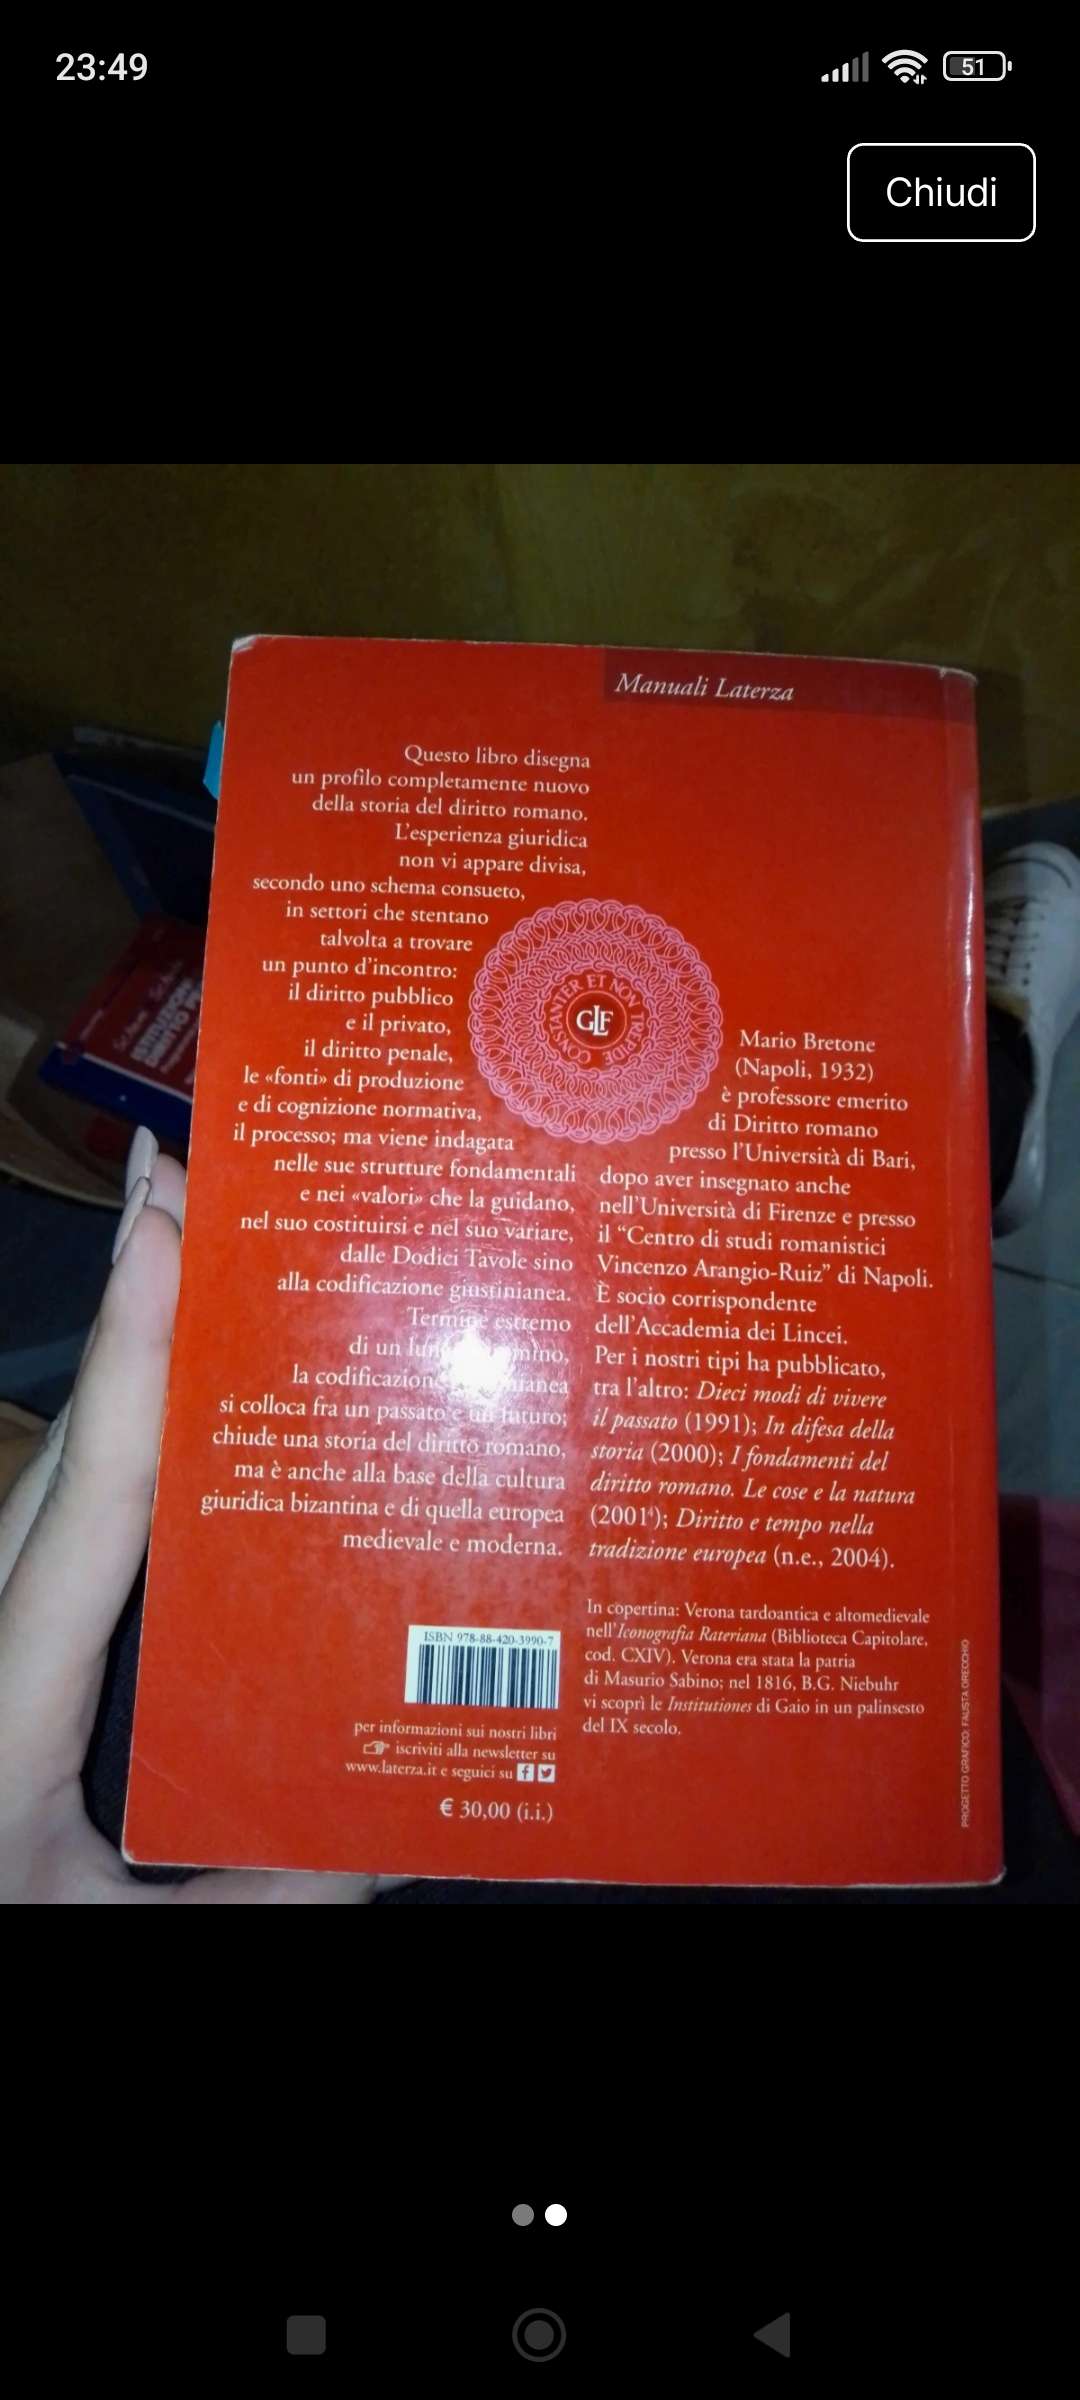 23:49
51
Chiudi
Manuali Laterza
Questo libro disegna
un profilo completamente nuovo
della storia del diritto romano.
L'esperienza giuridica
non vi appare divisa,
secondo uno schema consueto,
in settori che stentano
talvolta a trovare
un punto d'incontro:
il diritto pubblico
e il privato,
il diritto penale,
le «fonti» di produzione
e di cognizione normativa,
il processo; ma viene indagata
nelle sue strutture fondamentali
e nei «valori» che la guidano,
nel suo costituirsi e nel suo variare,
dalle Dodici Tavole sino
alla codificazione giustinianea.
Termine estremo
di un
la codificazione
si colloca fra un passato e un futuro;
chiude una storia del diritto romano,
ma è anche alla base della cultura
giuridica bizantina e di quella europea
medievale e moderna.
CONSTANTER ET NON TREPIDE
GLF
Mario Bretone
(Napoli, 1932)
è professore emerito
di Diritto romano
presso l'Università di Bari,
dopo aver insegnato anche
nell'Università di Firenze e presso
il “Centro di studi romanistici
Vincenzo Arangio-Ruiz” di Napoli.
È socio corrispondente
dell'Accademia dei Lincei.
Per i nostri tipi ha pubblicato,
tra l'altro: Dieci modi di vivere
il passato (1991); In difesa della
storia (2000); I fondamenti del
diritto romano. Le cose e la natura
(2001⁴); Diritto e tempo nella
tradizione europea (n.e., 2004).
In copertina: Verona tardoantica e altomedievale
nell'Iconografia Rateriana (Biblioteca Capitolare,
cod. CXIV). Verona era stata la patria
di Masurio Sabino; nel 1816, B.G. Niebuhr
vi scoprì le Institutiones di Gaio in un palinsesto
del IX secolo.
ISBN 978-88-420-3990-7
per informazioni sui nostri libri
iscriviti alla newsletter su
www.laterza.it e seguici su
€ 30,00 (i.i.)
PROGETTO GRAFICO: FAUSTA ORECCHIO